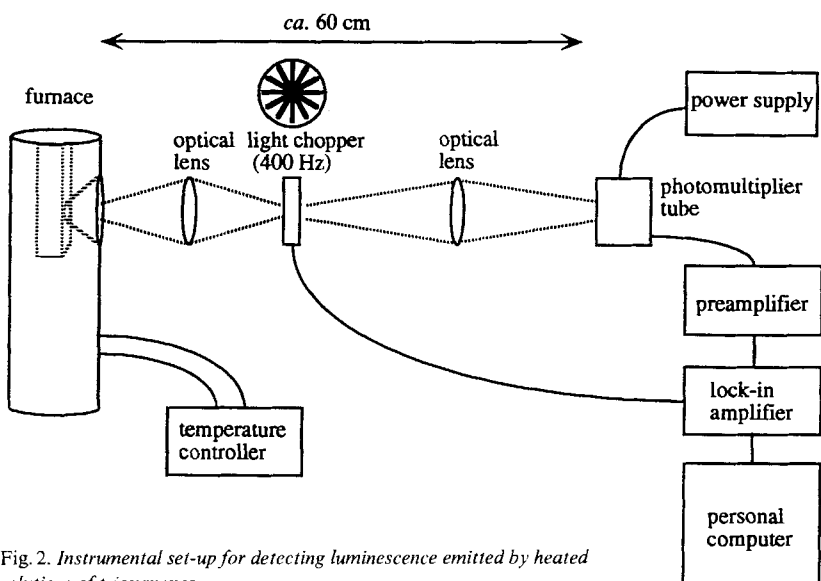 ca. 60 cm
furnace
optical
lens
light chopper
(400 Hz)
optical
lens
power supply
photomultiplier
tube
preamplifier
lock-in
amplifier
temperature
controller
personal
computer
Fig. 2. Instrumental set-up for detecting luminescence emitted by heated